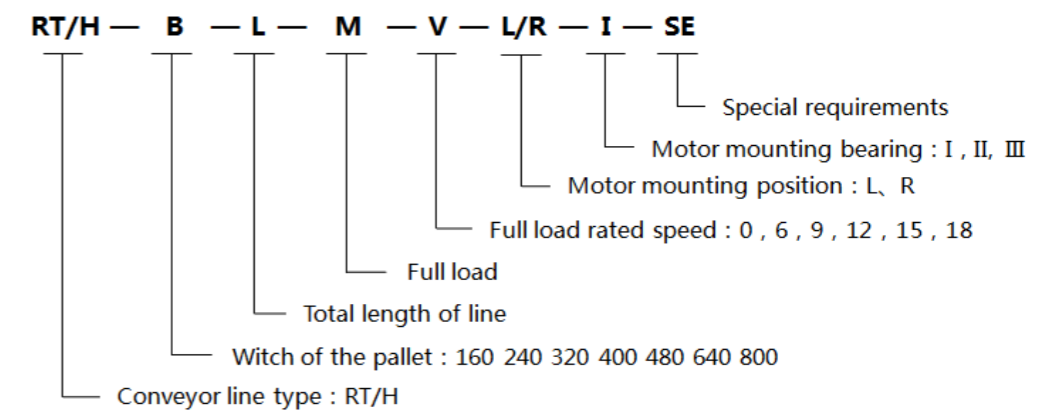 RT/H — B — L — M — V — L/R — I — SE
Special requirements
Motor mounting bearing : I , II, Ⅲ
Motor mounting position : L、R
Full load rated speed : 0 , 6 , 9 , 12 , 15 , 18
Full load
Total length of line
Witch of the pallet : 160 240 320 400 480 640 800
Conveyor line type : RT/H